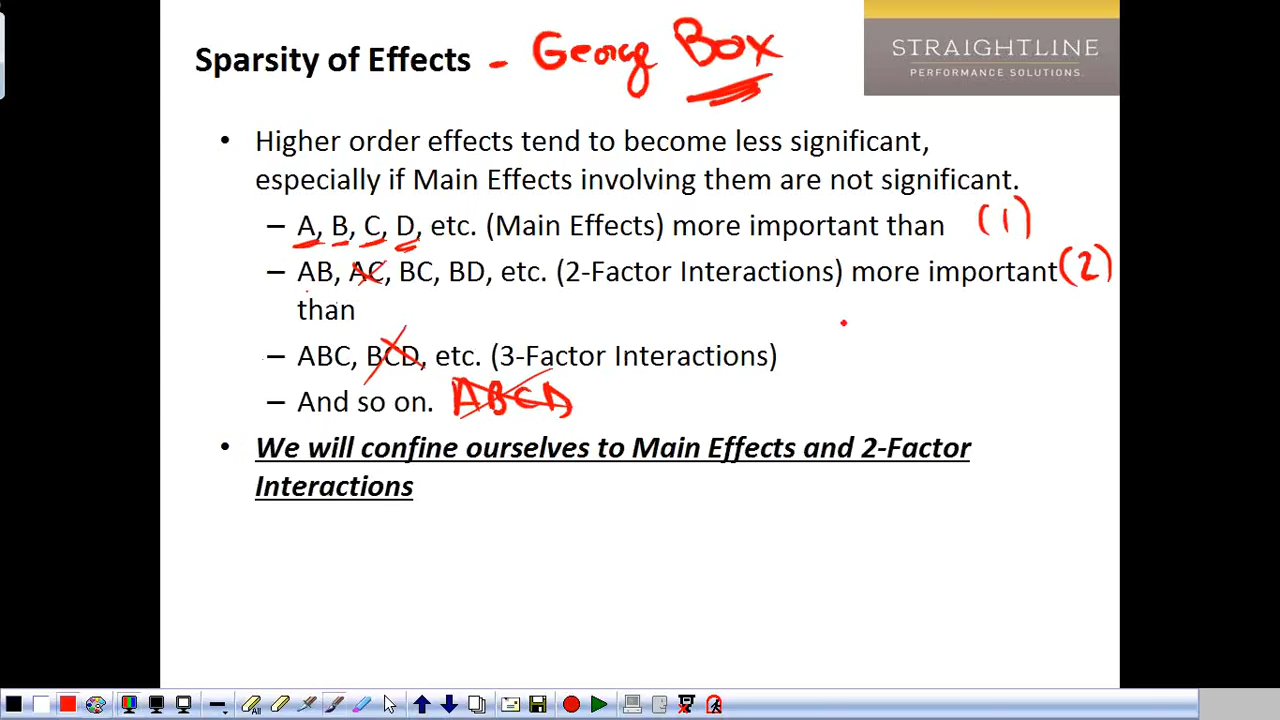 Sparsity of Effects - Georg Box
STRAIGHTLINE
PERFORMANCE SOLUTIONS.
• Higher order effects tend to become less significant,
especially if Main Effects involving them are not significant.
– A, B, C, D, etc. (Main Effects) more important than (1)
– AB, AC, BC, BD, etc. (2-Factor Interactions) more important (2)
than
– ABC, BCD, etc. (3-Factor Interactions)
– And so on. ABCD
• We will confine ourselves to Main Effects and 2-Factor
Interactions
All